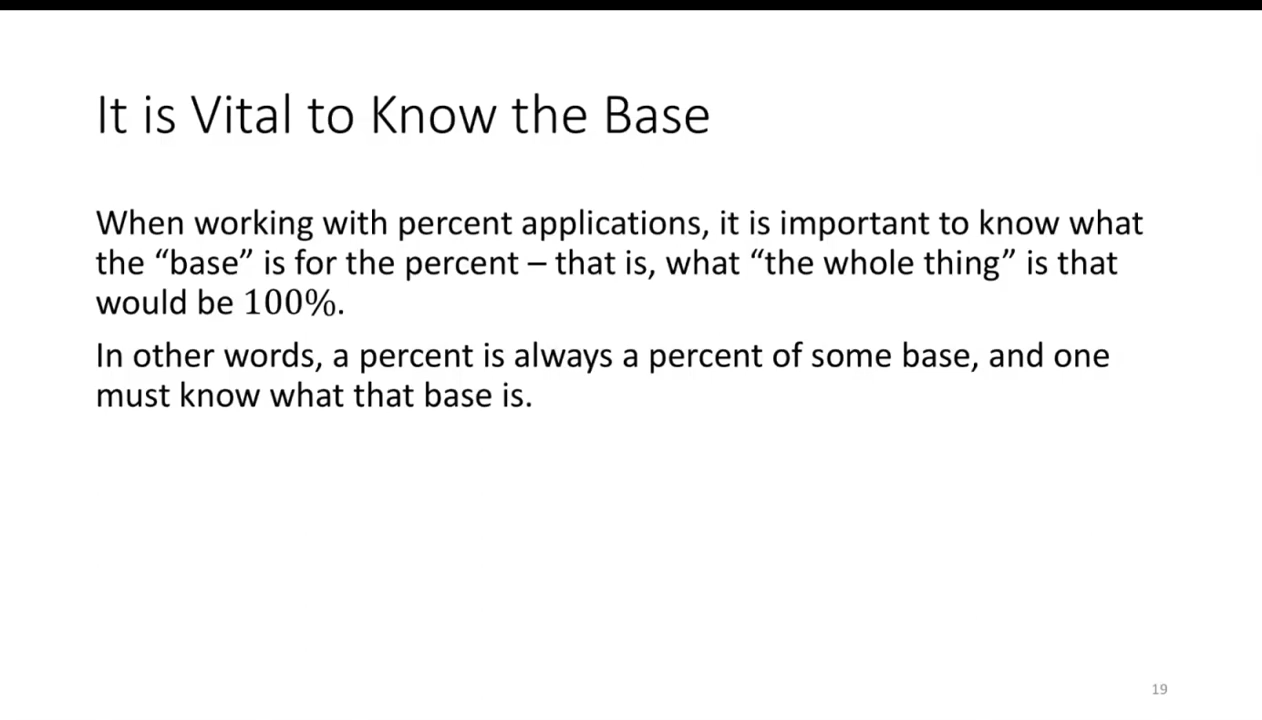 It is Vital to Know the Base
When working with percent applications, it is important to know what
the “base” is for the percent – that is, what “the whole thing” is that
would be 100%.
In other words, a percent is always a percent of some base, and one
must know what that base is.
19